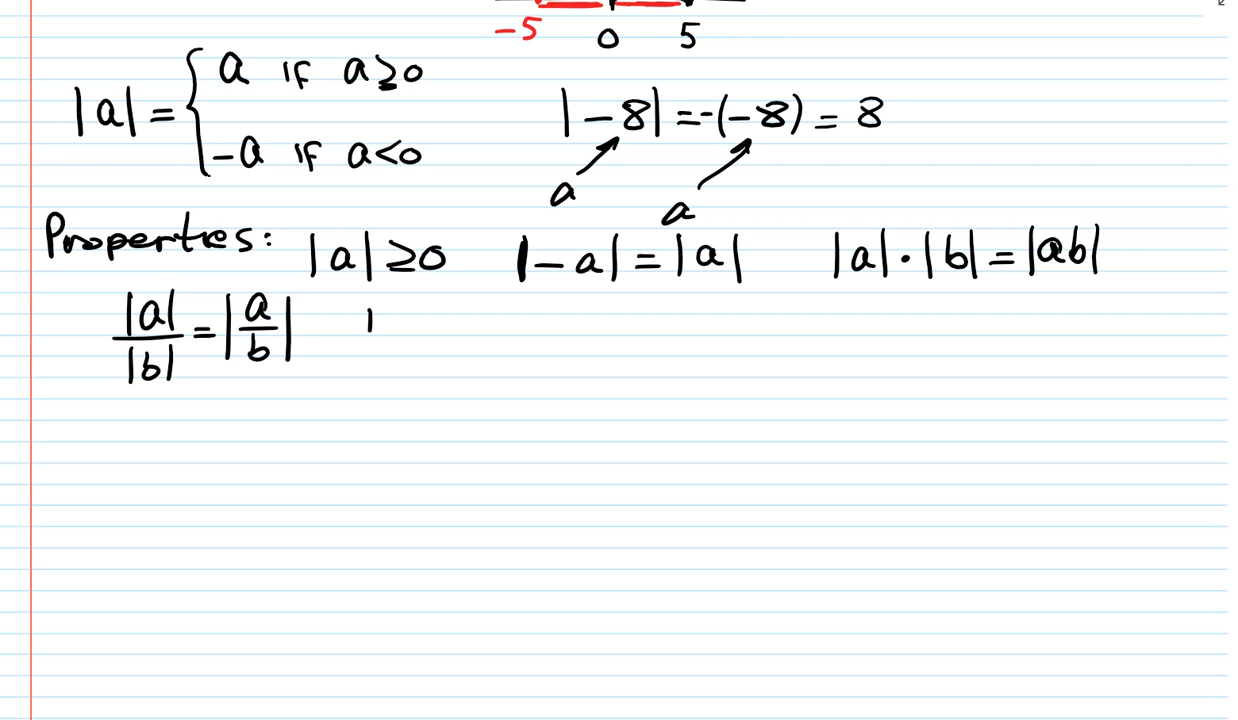 -5 0 5
|a| = { a if a ≥ 0
-a if a < 0
|-8| = -(-8) = 8
a a
Properties: |a| ≥ 0 |-a| = |a| |a| · |b| = |ab|
|a|/|b| = |a/b| |